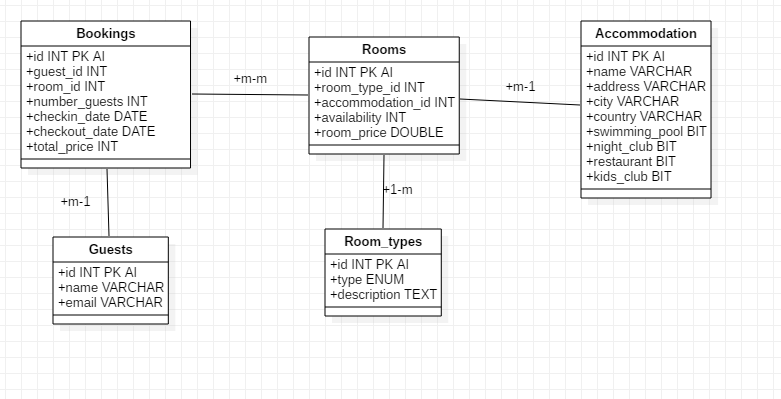 Bookings
+id INT PK AI
+guest_id INT
+room_id INT
+number_guests INT
+checkin_date DATE
+checkout_date DATE
+total_price INT
+m-m
Rooms
+id INT PK AI
+room_type_id INT
+accommodation_id INT
+availability INT
+room_price DOUBLE
+m-1
Accommodation
+id INT PK AI
+name VARCHAR
+address VARCHAR
+city VARCHAR
+country VARCHAR
+swimming_pool BIT
+night_club BIT
+restaurant BIT
+kids_club BIT
+m-1
+1-m
Guests
+id INT PK AI
+name VARCHAR
+email VARCHAR
Room_types
+id INT PK AI
+type ENUM
+description TEXT